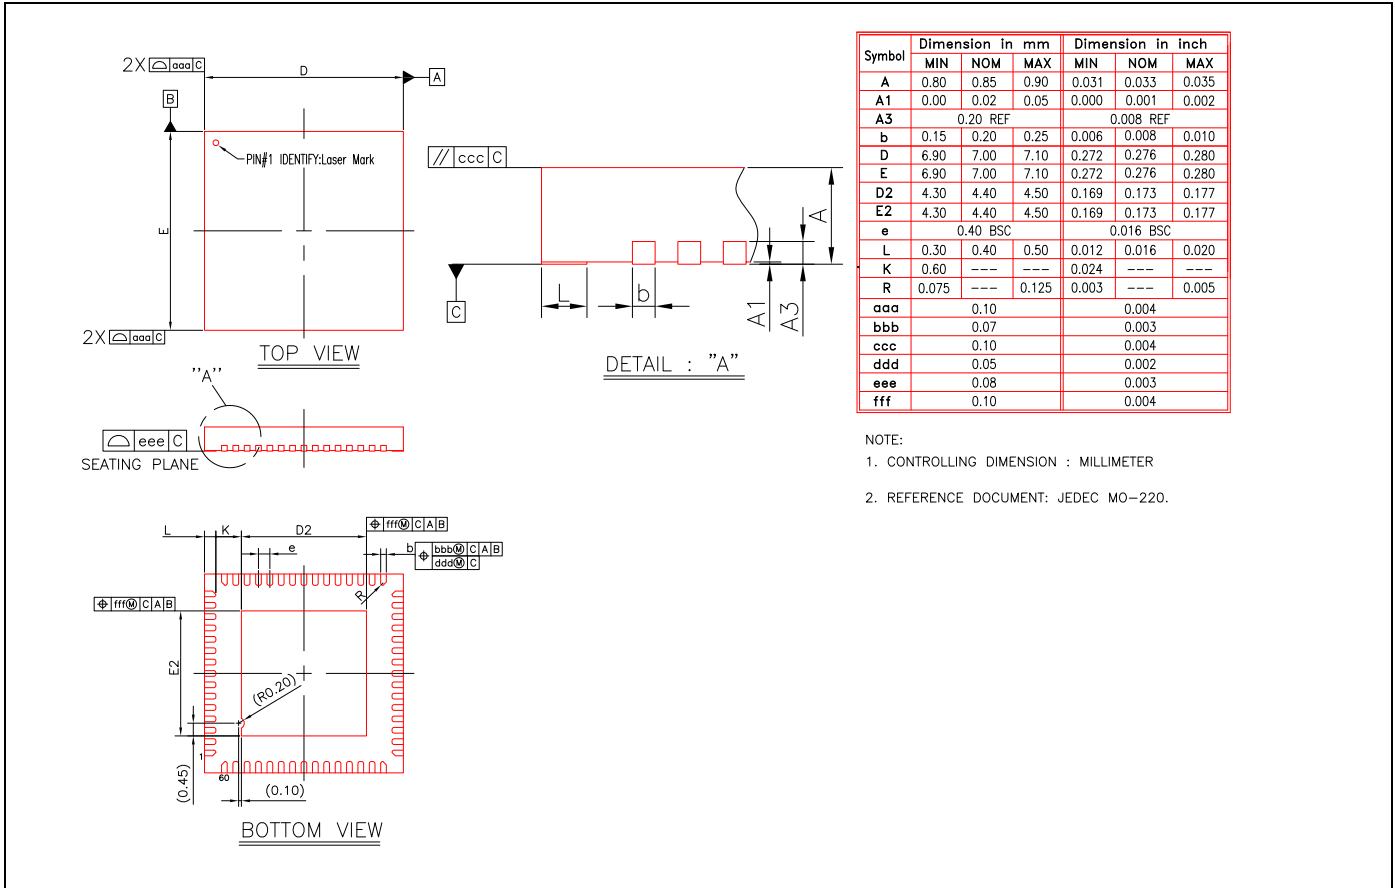 2X ⌓ aaa C
D
A
B
PIN#1 IDENTIFY:Laser Mark
E
2X ⌓ aaa C
TOP VIEW
// ccc C
A
L
b
A1
A3
C
DETAIL : "A"
"A"
⌓ eee C
SEATING PLANE
L K D2 ⌖ fffⓂ C A B
e
b ⌖ bbbⓂ C A B
dddⓂ C
R
⌖ fffⓂ C A B
E2
(R0.20)
1
60
(0.45)
(0.10)
BOTTOM VIEW
Symbol Dimension in mm Dimension in inch
MIN NOM MAX MIN NOM MAX
A 0.80 0.85 0.90 0.031 0.033 0.035
A1 0.00 0.02 0.05 0.000 0.001 0.002
A3 0.20 REF 0.008 REF
b 0.15 0.20 0.25 0.006 0.008 0.010
D 6.90 7.00 7.10 0.272 0.276 0.280
E 6.90 7.00 7.10 0.272 0.276 0.280
D2 4.30 4.40 4.50 0.169 0.173 0.177
E2 4.30 4.40 4.50 0.169 0.173 0.177
e 0.40 BSC 0.016 BSC
L 0.30 0.40 0.50 0.012 0.016 0.020
K 0.60 --- --- 0.024 --- ---
R 0.075 --- 0.125 0.003 --- 0.005
aaa 0.10 0.004
bbb 0.07 0.003
ccc 0.10 0.004
ddd 0.05 0.002
eee 0.08 0.003
fff 0.10 0.004
NOTE:
1. CONTROLLING DIMENSION : MILLIMETER
2. REFERENCE DOCUMENT: JEDEC MO-220.